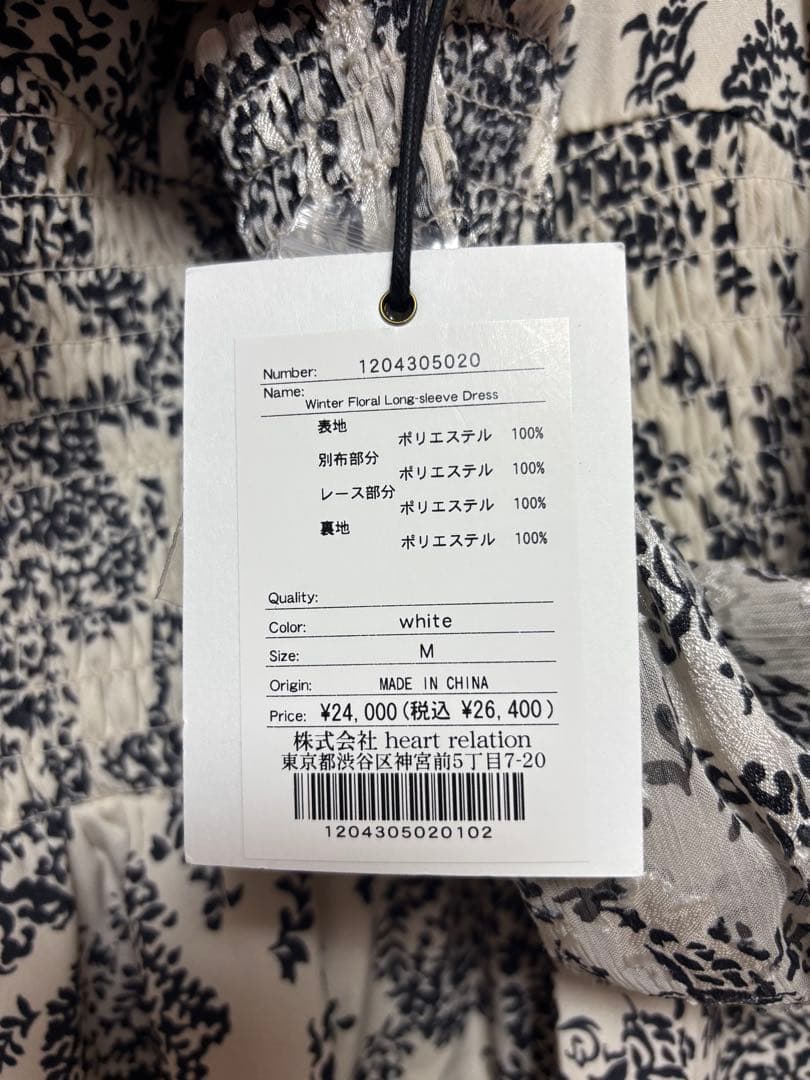 Number: 1204305020
Name: Winter Floral Long-sleeve Dress
表地
ポリエステル 100%
別布部分
ポリエステル 100%
レース部分
ポリエステル 100%
裏地
ポリエステル 100%
Quality:
Color: white
Size: M
Origin: MADE IN CHINA
Price: ¥24,000(税込 ¥26,400)
株式会社 heart relation
東京都渋谷区神宮前5丁目7-20
1204305020102